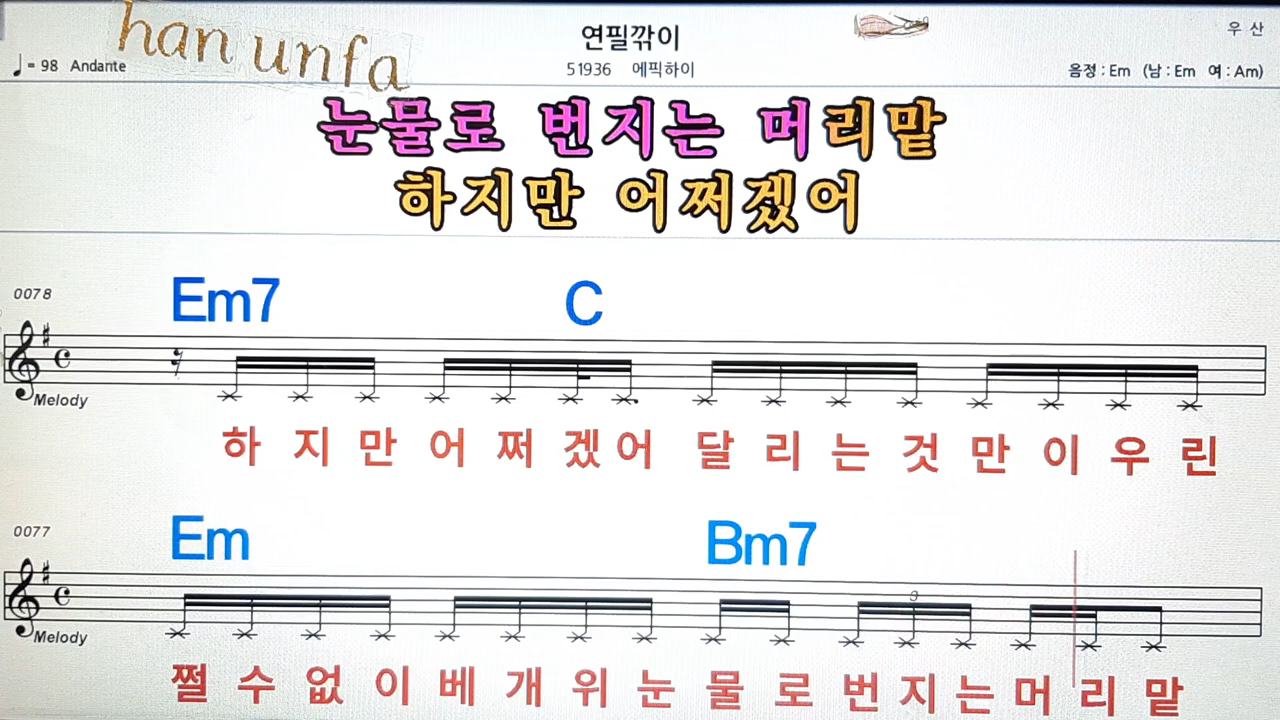 han unfa
연필깎이
우 산
♩= 98 Andante
51936 에픽하이
음정 : Em (남 : Em 여 : Am)
눈물로 번지는 머리맡
하지만 어쩌겠어
0078
Em7 C
Melody
하 지 만 어 쩌 겠 어 달 리 는 것 만 이 우 린
0077
Em Bm7
3
Melody
쩔 수 없 이 베 개 위 눈 물 로 번 지 는 머 리 맡